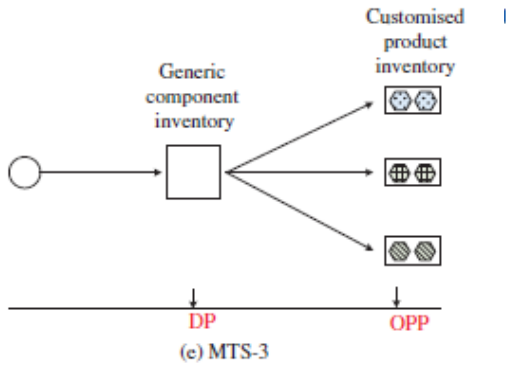 Customised
product
inventory
Generic
component
inventory
DP
OPP
(e) MTS-3